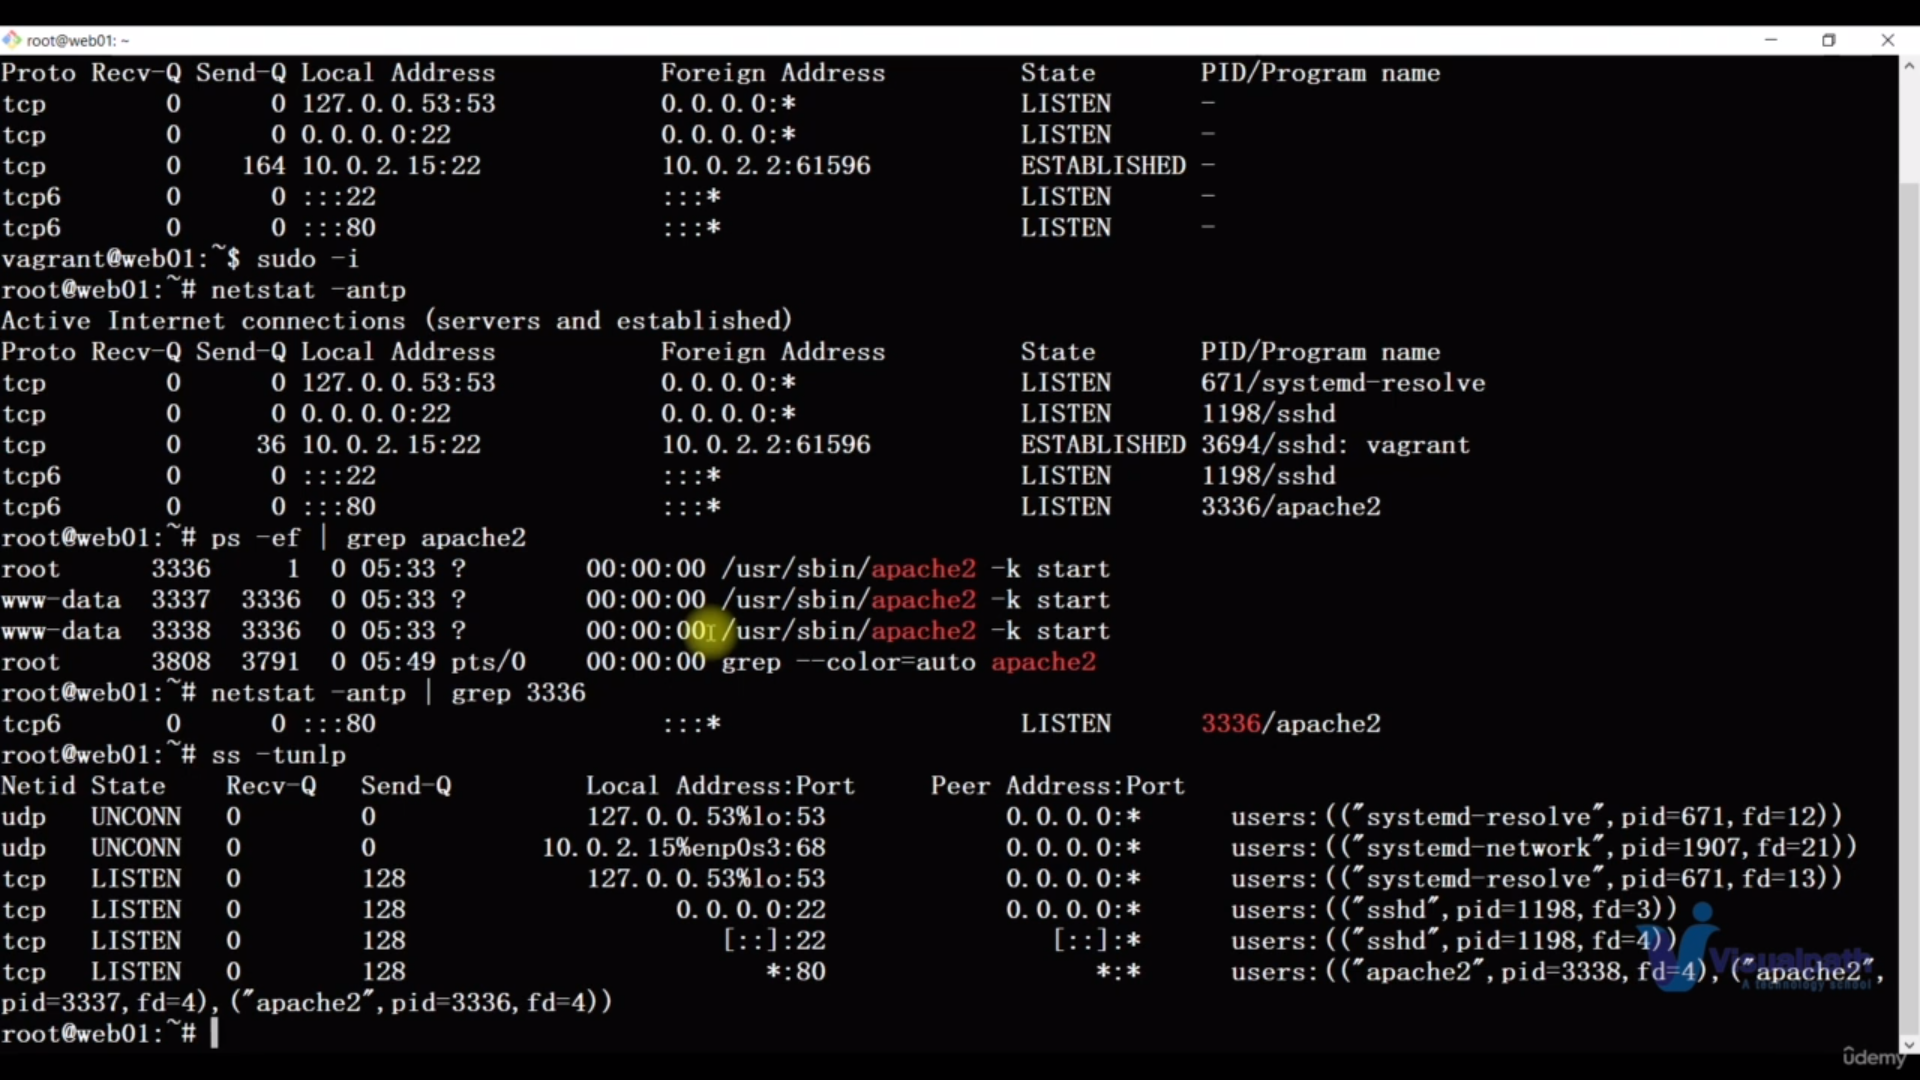 root@web01: ~
Proto Recv-Q Send-Q Local Address           Foreign Address         State       PID/Program name
tcp        0      0 127.0.0.53:53           0.0.0.0:*               LISTEN      -
tcp        0      0 0.0.0.0:22              0.0.0.0:*               LISTEN      -
tcp        0    164 10.0.2.15:22            10.0.2.2:61596          ESTABLISHED -
tcp6       0      0 :::22                   :::*                    LISTEN      -
tcp6       0      0 :::80                   :::*                    LISTEN      -
vagrant@web01:~$ sudo -i
root@web01:~# netstat -antp
Active Internet connections (servers and established)
Proto Recv-Q Send-Q Local Address           Foreign Address         State       PID/Program name
tcp        0      0 127.0.0.53:53           0.0.0.0:*               LISTEN      671/systemd-resolve
tcp        0      0 0.0.0.0:22              0.0.0.0:*               LISTEN      1198/sshd
tcp        0     36 10.0.2.15:22            10.0.2.2:61596          ESTABLISHED 3694/sshd: vagrant
tcp6       0      0 :::22                   :::*                    LISTEN      1198/sshd
tcp6       0      0 :::80                   :::*                    LISTEN      3336/apache2
root@web01:~# ps -ef | grep apache2
root      3336     1  0 05:33 ?        00:00:00 /usr/sbin/apache2 -k start
www-data  3337  3336  0 05:33 ?        00:00:00 /usr/sbin/apache2 -k start
www-data  3338  3336  0 05:33 ?        00:00:00 /usr/sbin/apache2 -k start
root      3808  3791  0 05:49 pts/0    00:00:00 grep --color=auto apache2
root@web01:~# netstat -antp | grep 3336
tcp6       0      0 :::80                   :::*                    LISTEN      3336/apache2
root@web01:~# ss -tunlp
Netid State    Recv-Q   Send-Q         Local Address:Port     Peer Address:Port
udp   UNCONN   0        0              127.0.0.53%lo:53            0.0.0.0:*      users:(("systemd-resolve",pid=671,fd=12))
udp   UNCONN   0        0           10.0.2.15%enp0s3:68            0.0.0.0:*      users:(("systemd-network",pid=1907,fd=21))
tcp   LISTEN   0        128            127.0.0.53%lo:53            0.0.0.0:*      users:(("systemd-resolve",pid=671,fd=13))
tcp   LISTEN   0        128                  0.0.0.0:22            0.0.0.0:*      users:(("sshd",pid=1198,fd=3))
tcp   LISTEN   0        128                     [::]:22               [::]:*      users:(("sshd",pid=1198,fd=4))
tcp   LISTEN   0        128                        *:80                  *:*      users:(("apache2",pid=3338,fd=4),("apache2",
pid=3337,fd=4),("apache2",pid=3336,fd=4))
root@web01:~#
Visualpath
A technology school
ûdemy